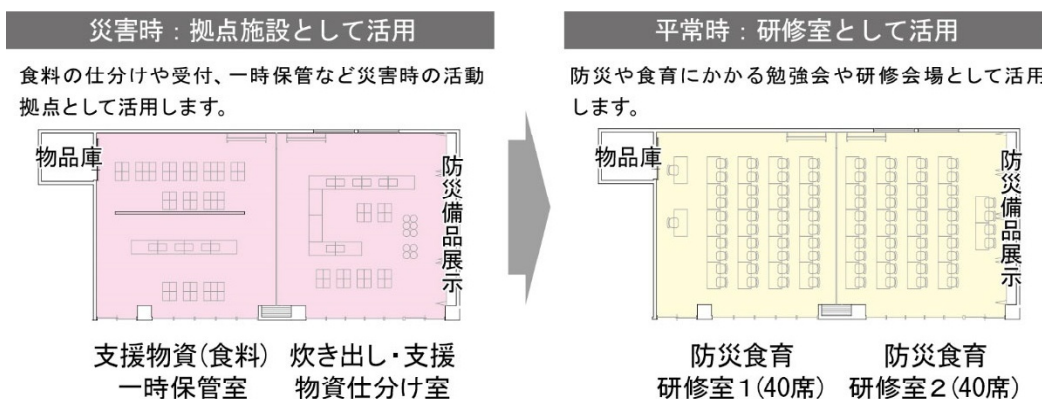 災害時：拠点施設として活用
食料の仕分けや受付、一時保管など災害時の活動
拠点として活用します。
物品庫
防災備品展示
支援物資(食料)
一時保管室
炊き出し・支援
物資仕分け室
平常時：研修室として活用
防災や食育にかかる勉強会や研修会場として活用
します。
物品庫
防災備品展示
防災食育
研修室１(40席)
防災食育
研修室２(40席)